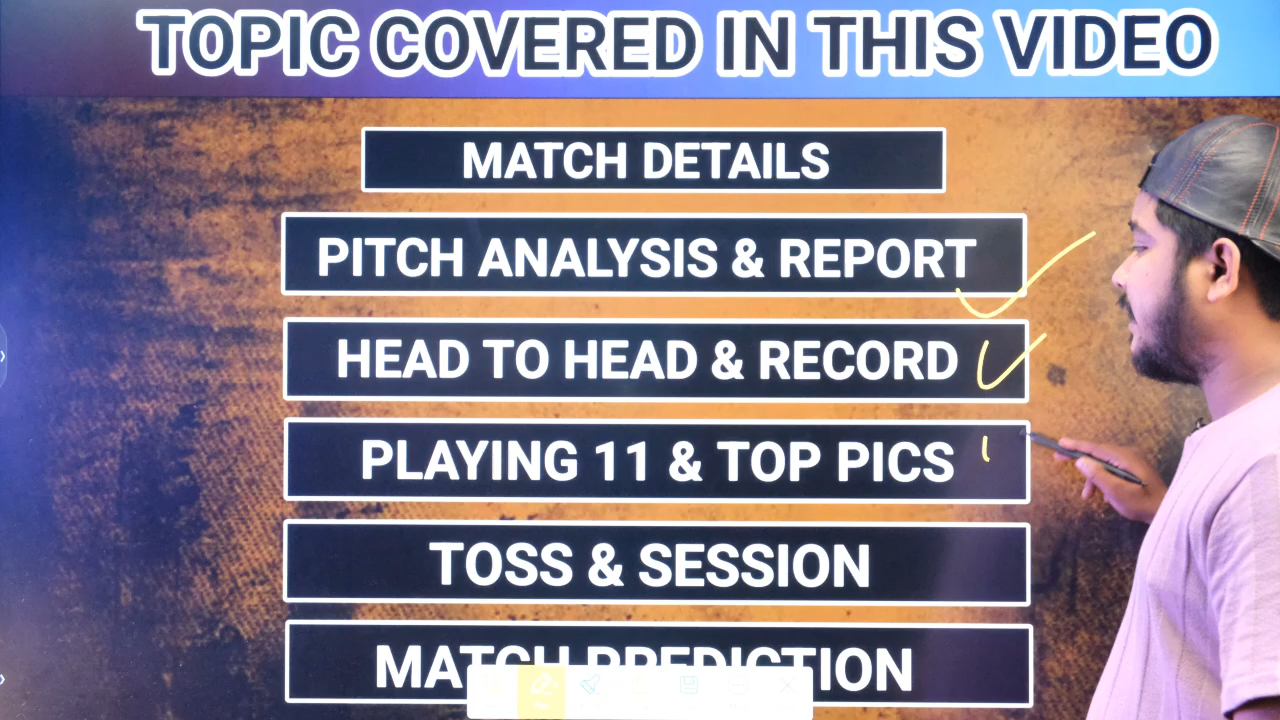 TOPIC COVERED IN THIS VIDEO
MATCH DETAILS
PITCH ANALYSIS & REPORT
HEAD TO HEAD & RECORD
PLAYING 11 & TOP PICS
TOSS & SESSION
MATCH PREDICTION